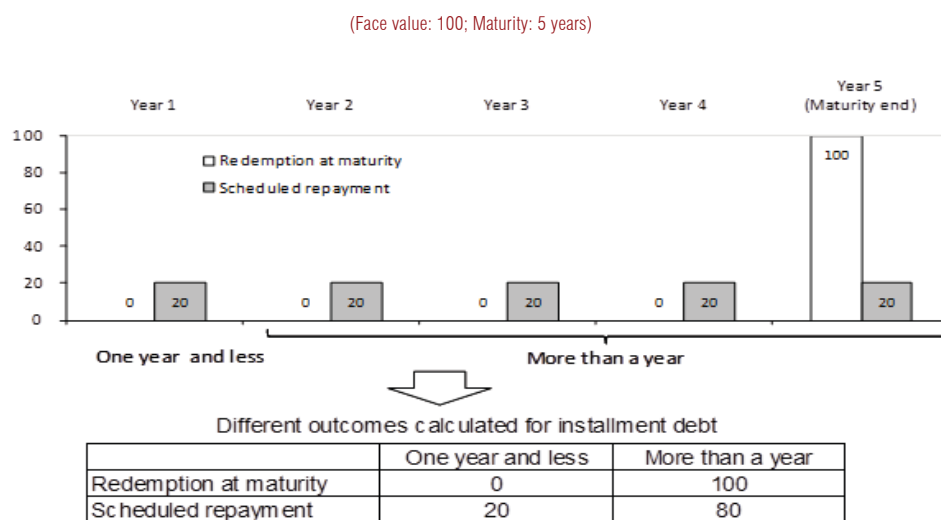 (Face value: 100; Maturity: 5 years)
Year 1 Year 2 Year 3 Year 4 Year 5
(Maturity end)
100
80
60
40
20
0
Redemption at maturity
Scheduled repayment
0 20 0 20 0 20 0 20 100 20
One year and less More than a year
Different outcomes calculated for installment debt
One year and less More than a year
Redemption at maturity 0 100
Scheduled repayment 20 80